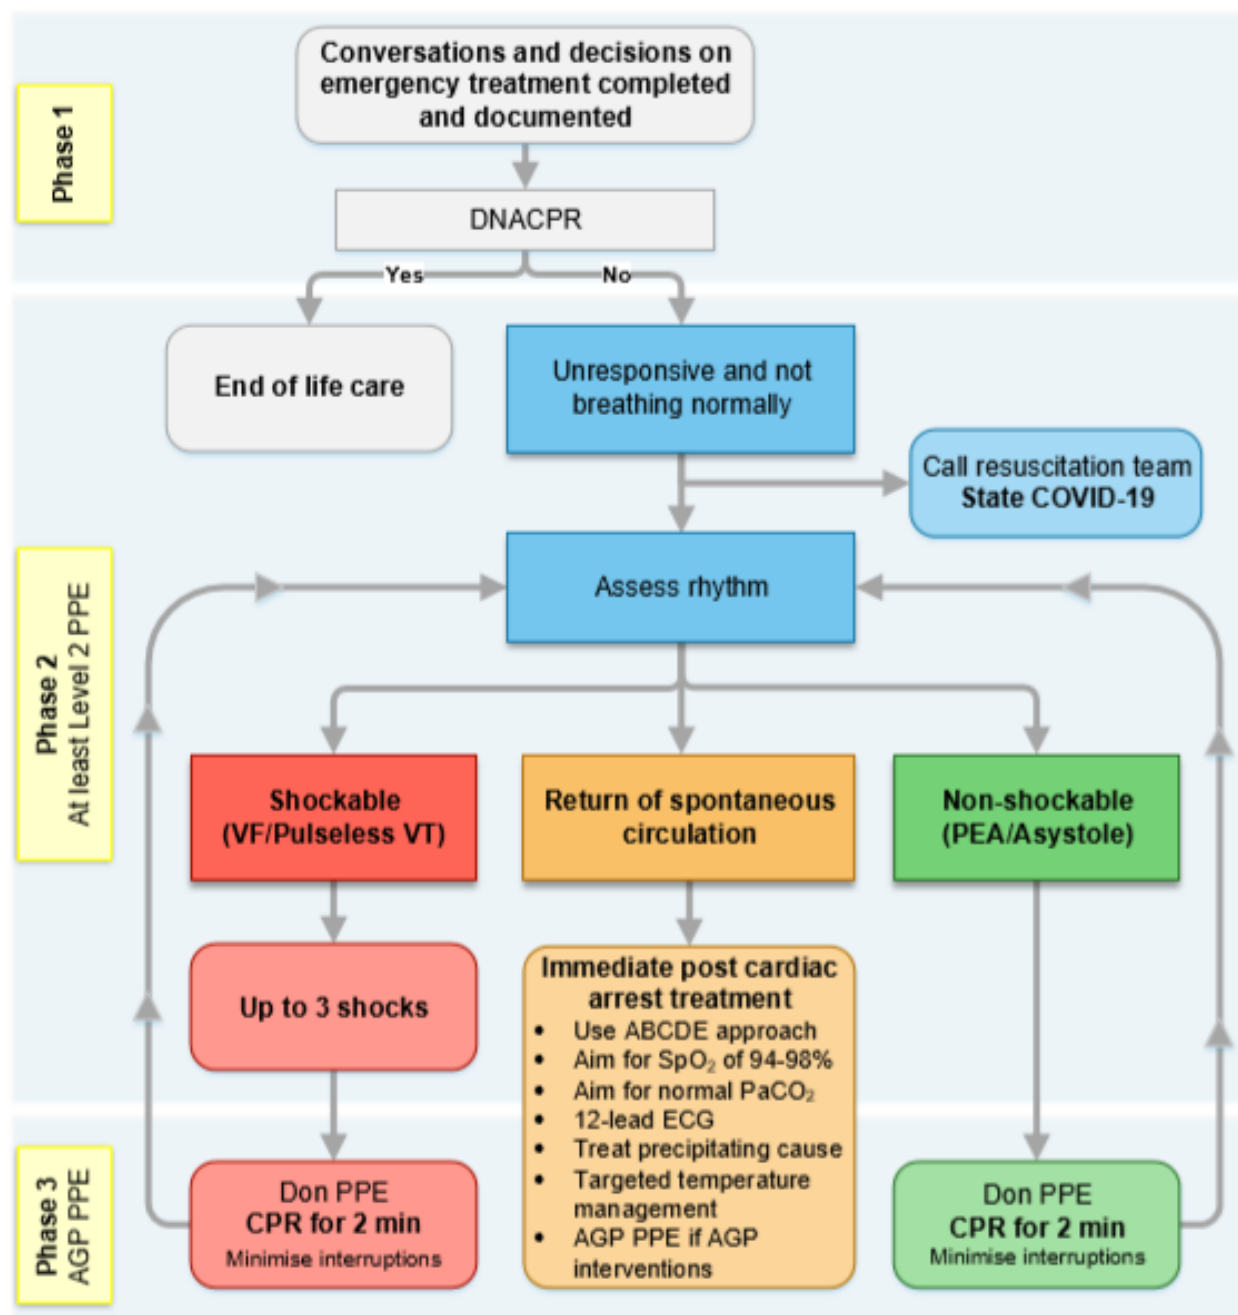 Phase 1
Conversations and decisions on
emergency treatment completed
and documented
DNACPR
Yes
No
End of life care
Unresponsive and not
breathing normally
Call resuscitation team
State COVID-19
Phase 2
At least Level 2 PPE
Assess rhythm
Shockable
(VF/Pulseless VT)
Return of spontaneous
circulation
Non-shockable
(PEA/Asystole)
Up to 3 shocks
Immediate post cardiac
arrest treatment
• Use ABCDE approach
• Aim for SpO₂ of 94-98%
• Aim for normal PaCO₂
• 12-lead ECG
• Treat precipitating cause
• Targeted temperature
management
• AGP PPE if AGP
interventions
Phase 3
AGP PPE
Don PPE
CPR for 2 min
Minimise interruptions
Don PPE
CPR for 2 min
Minimise interruptions